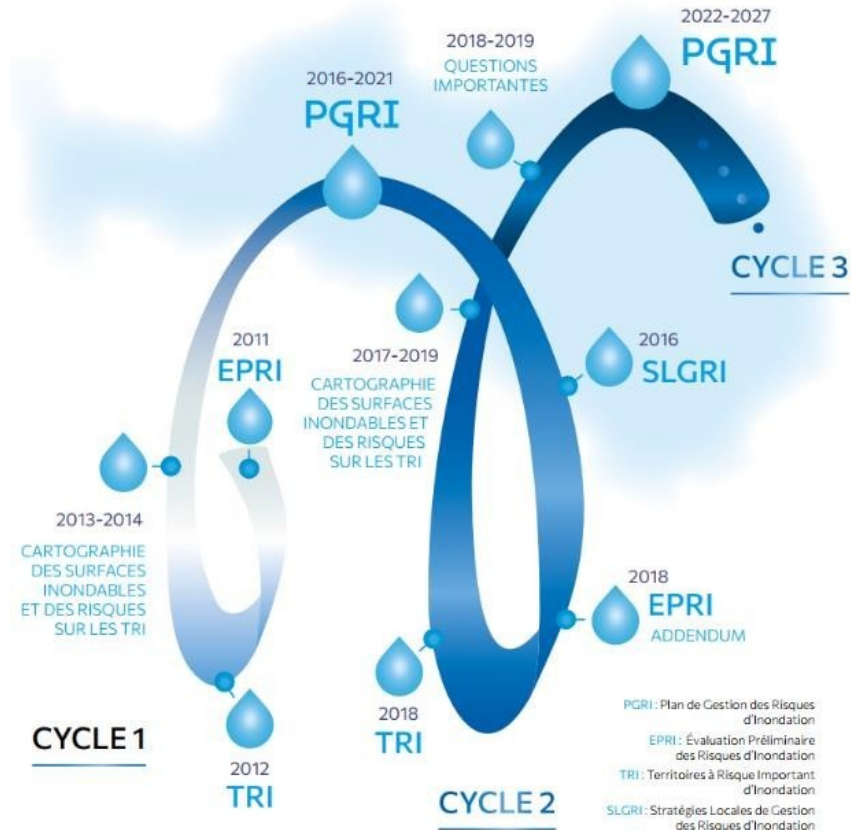 2011
EPRI
2012
TRI
2013-2014
CARTOGRAPHIE
DES SURFACES
INONDABLES
ET DES RISQUES
SUR LES TRI
CYCLE 1
2016-2021
PGRI
2016
SLGRI
2018
EPRI
ADDENDUM
2018
TRI
2017-2019
CARTOGRAPHIE
DES SURFACES
INONDABLES ET
DES RISQUES
SUR LES TRI
CYCLE 2
2018-2019
QUESTIONS
IMPORTANTES
2022-2027
PGRI
CYCLE 3
PGRI : Plan de Gestion des Risques
d'Inondation
EPRI : Évaluation Préliminaire
des Risques d'Inondation
TRI : Territoires à Risque Important
d'Inondation
SLGRI : Stratégies Locales de Gestion
des Risques d'Inondation